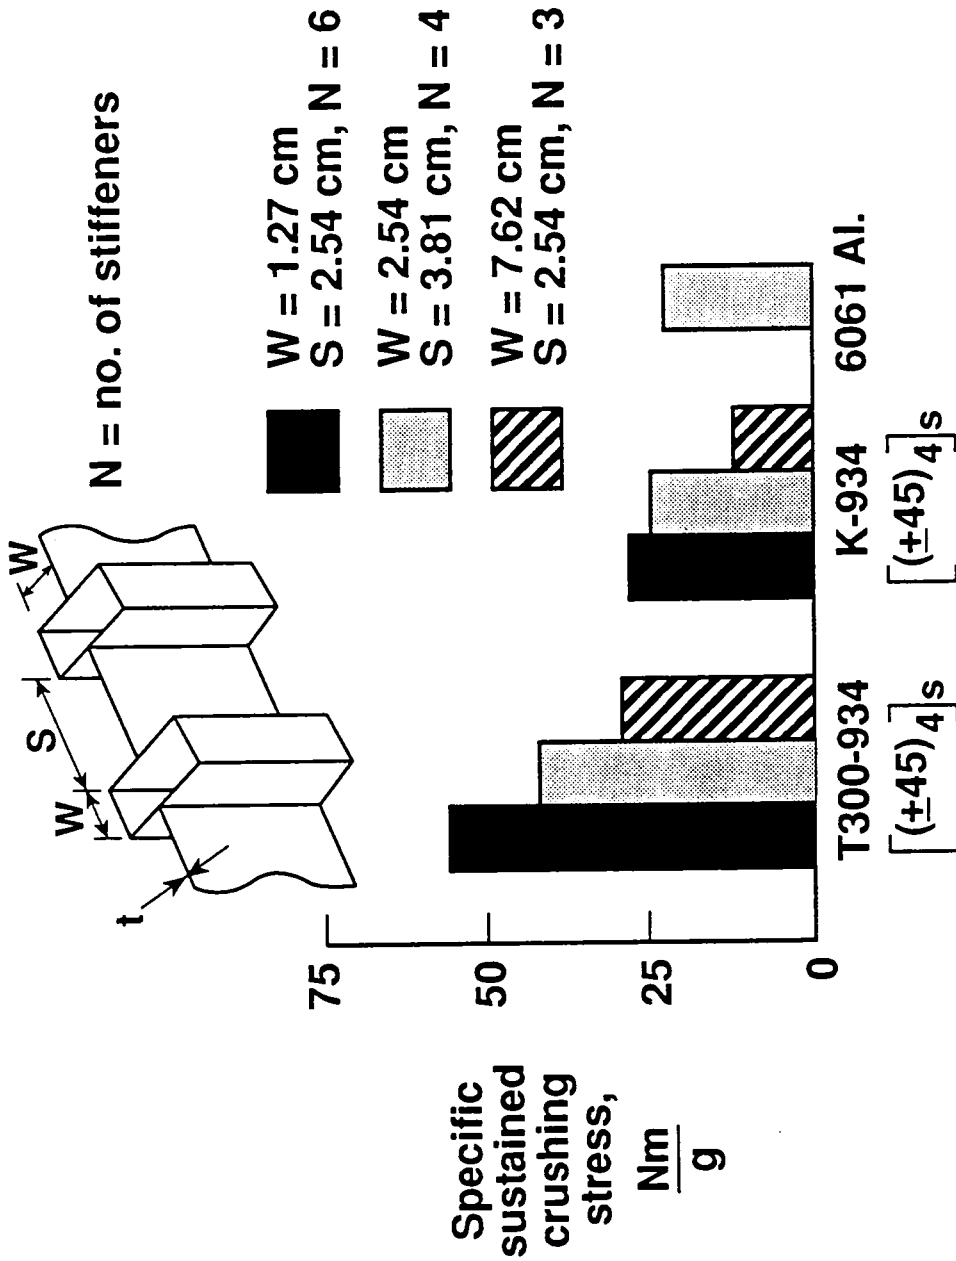 W
S
W
t
N = no. of stiffeners
W = 1.27 cm
S = 2.54 cm, N = 6
W = 2.54 cm
S = 3.81 cm, N = 4
W = 7.62 cm
S = 2.54 cm, N = 3
Specific
sustained
crushing
stress,
Nm
g
75
50
25
0
T300-934
[(±45)4]s
K-934
[(±45)4]s
6061 Al.